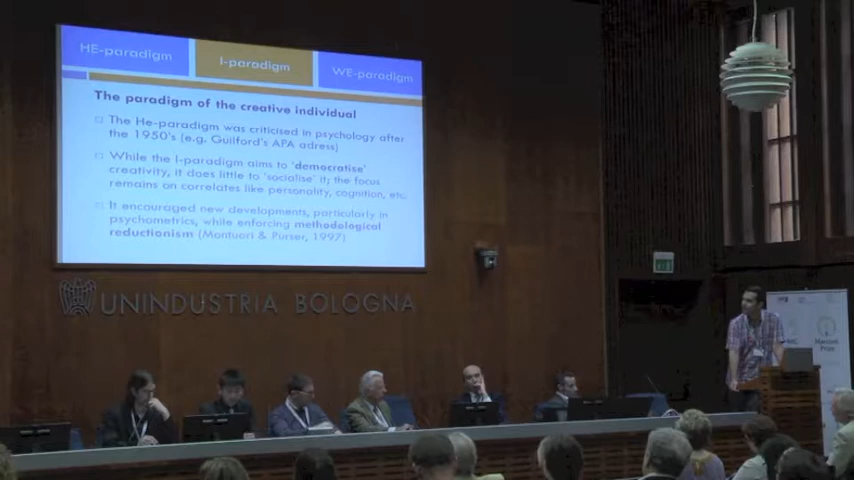 HE-paradigm
I-paradigm
WE-paradigm
The paradigm of the creative individual
The He-paradigm was criticised in psychology after
the 1950's (e.g. Guilford's APA adress)
While the I-paradigm aims to 'democratise'
creativity, it does little to 'socialise' it; the focus
remains on correlates like personality, cognition, etc.
It encouraged new developments, particularly in
psychometrics, while enforcing methodological
reductionism (Montuori & Purser, 1997)
UNINDUSTRIA BOLOGNA
Marconi
Prize